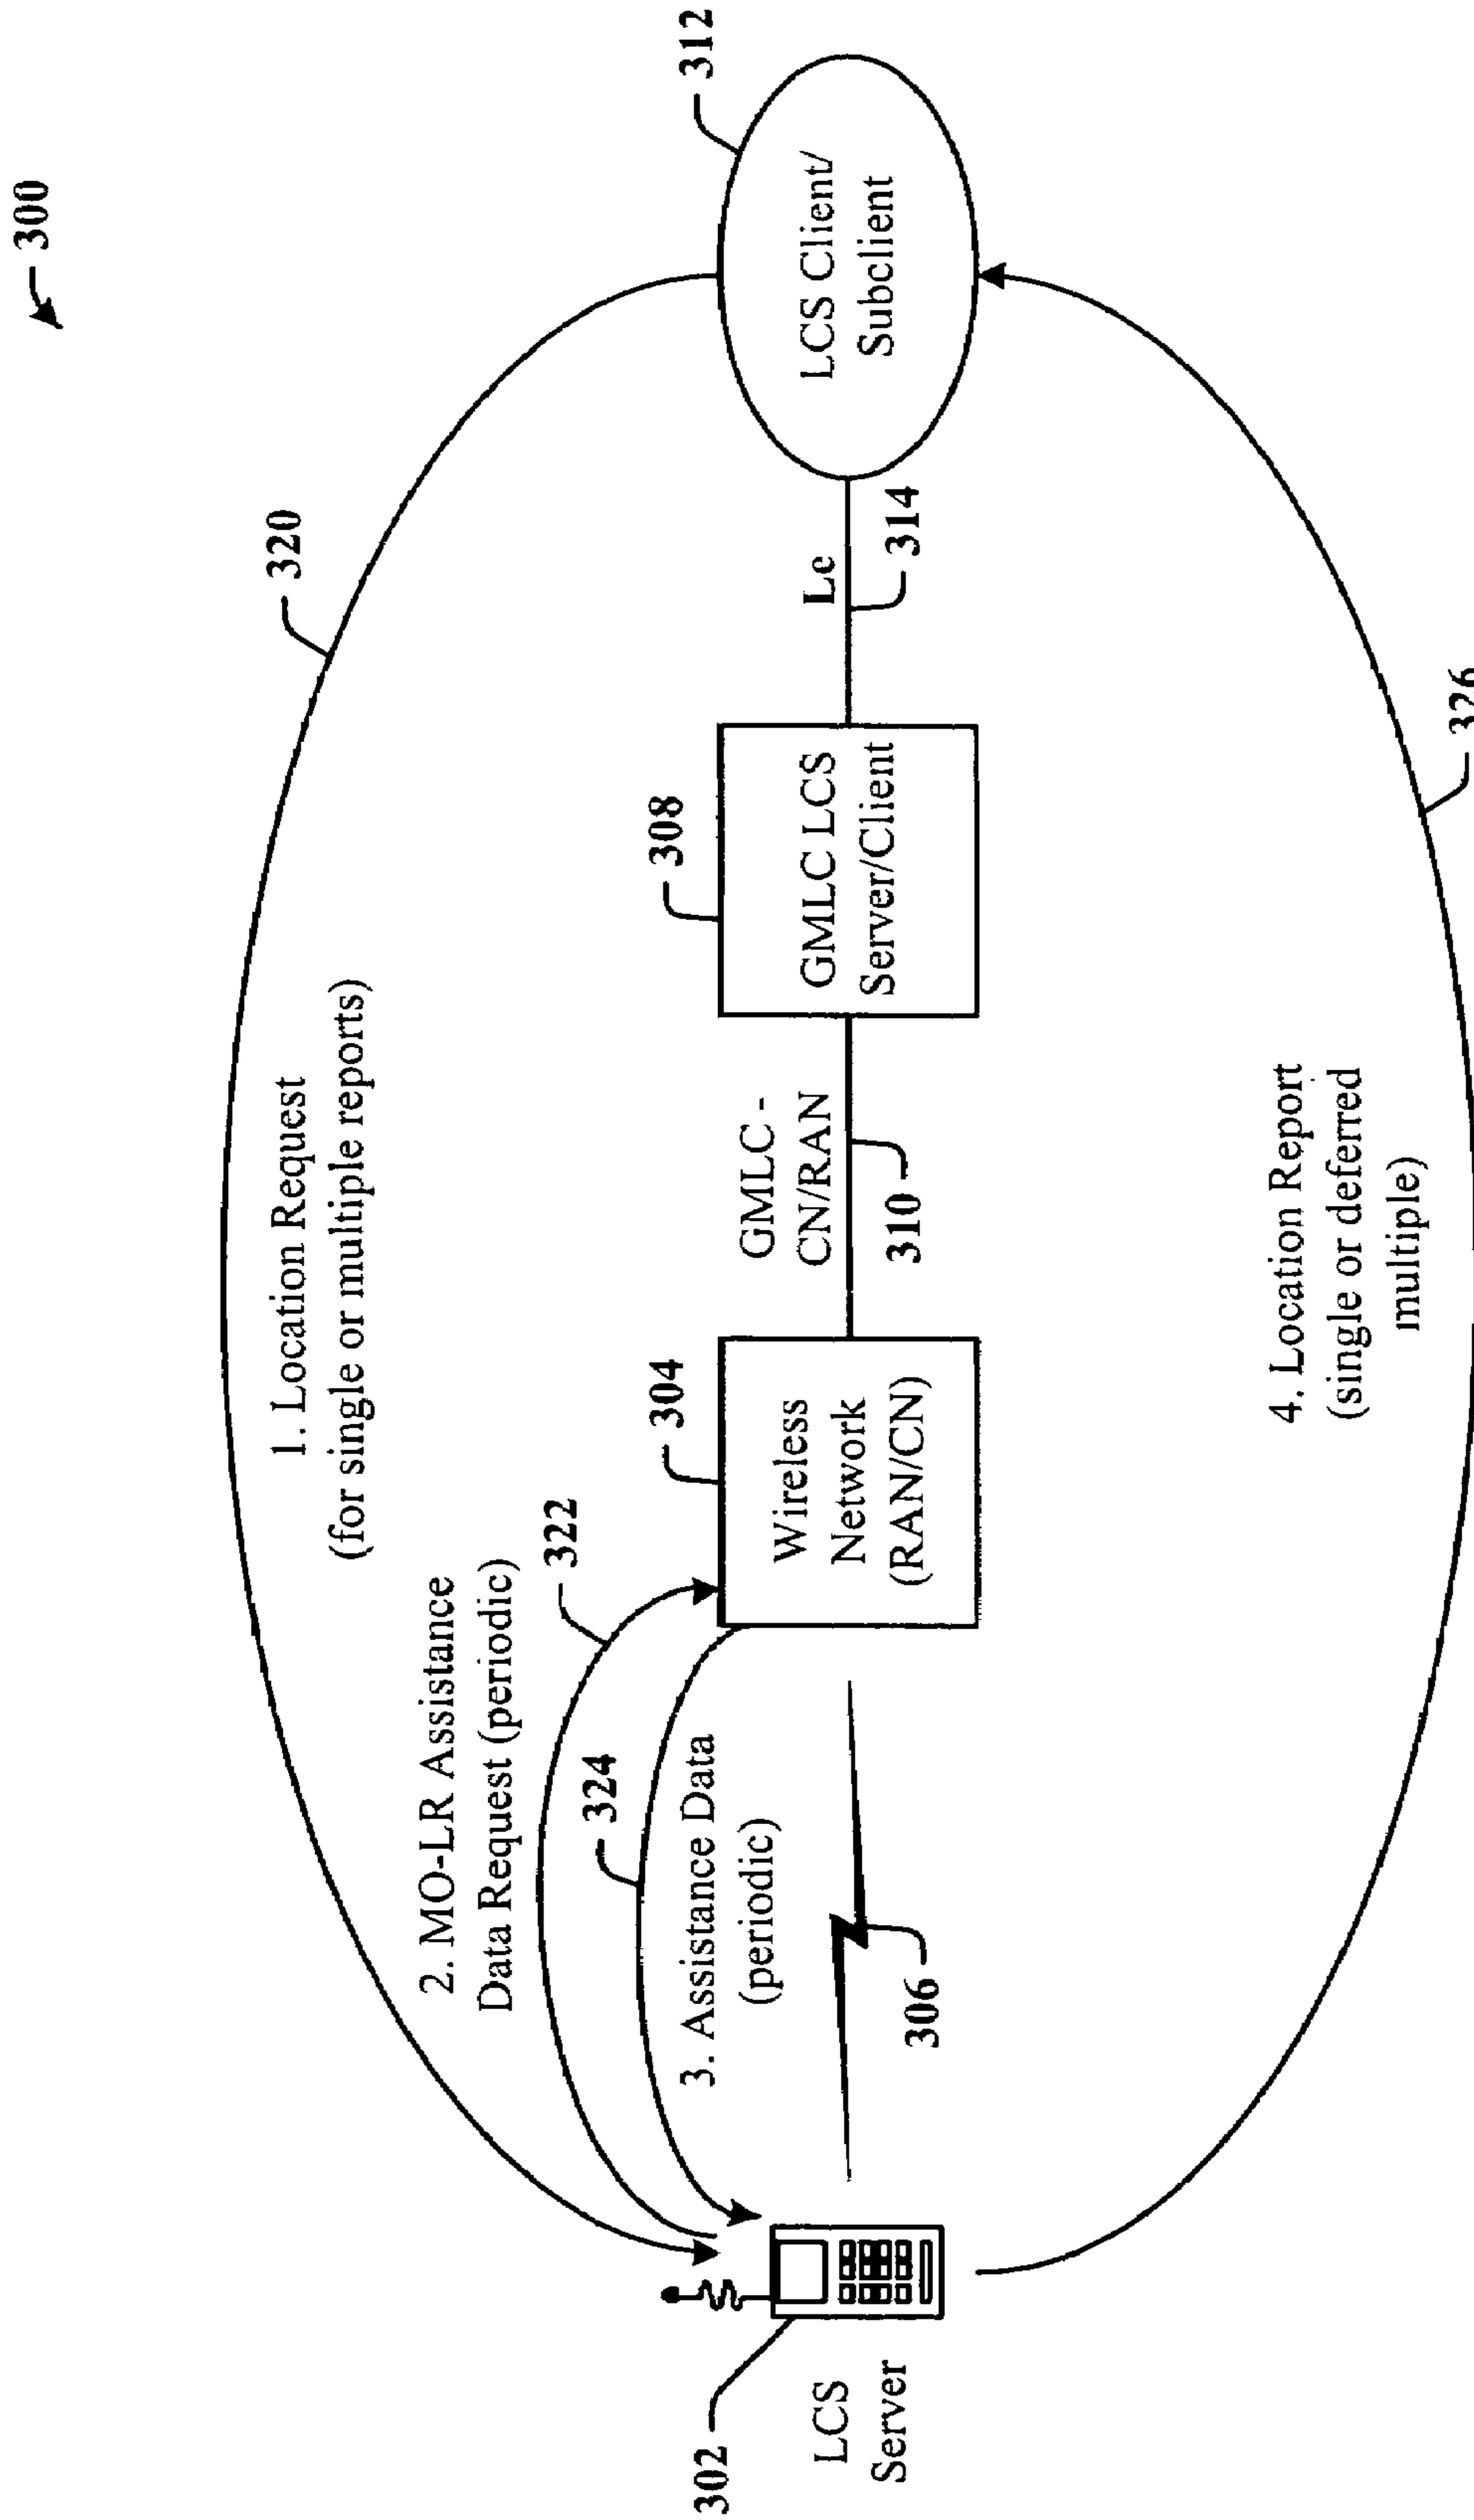 300
320
1. Location Request
(for single or multiple reports)
2. MO-LR Assistance
Data Request (periodic)
322
324
3. Assistance Data
(periodic)
302
LCS
Server
306
304
Wireless
Network
(RAN/CN)
GMLC -
CN/RAN
310
308
GMLC LCS
Server/Client
Le
314
312
LCS Client/
Subclient
4. Location Report
(single or deferred
multiple)
326